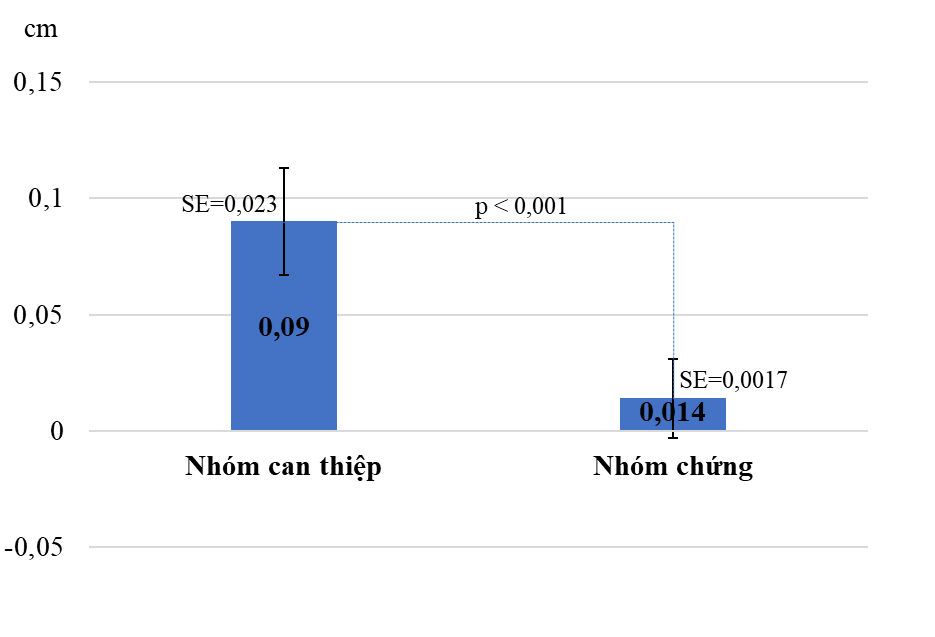 cm
0,15
0,1
SE=0,023
p < 0,001
0,05
0,09
SE=0,0017
0,014
0
Nhóm can thiệp
Nhóm chứng
-0,05